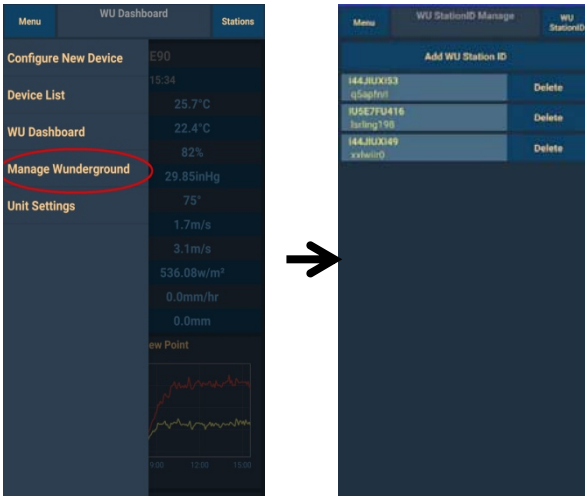 Menu
WU Dashboard
Stations
Configure New Device
Device List
WU Dashboard
Manage Wunderground
Unit Settings
E90
15:34
25.7°C
22.4°C
82%
29.85inHg
75°
1.7m/s
3.1m/s
536.08w/m²
0.0mm/hr
0.0mm
ew Point
9:00 12:00 15:00
Menu
WU StationID Manage
WU
StationID
Add WU Station ID
Delete
IU5E7FU416
Delete
Delete